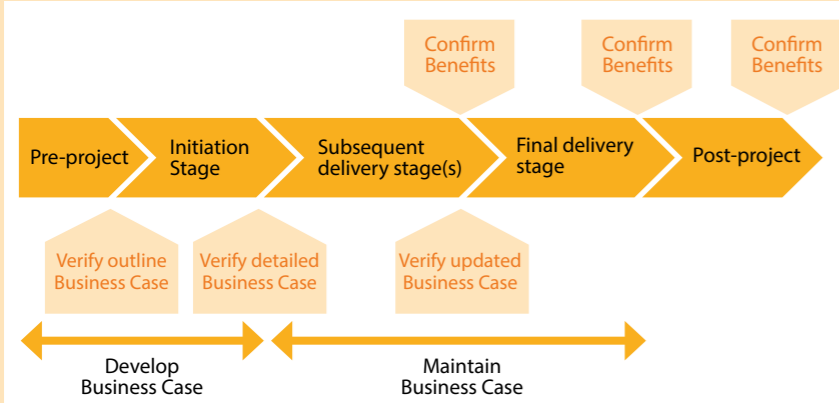 Confirm
Benefits
Confirm
Benefits
Confirm
Benefits
Pre-project
Initiation
Stage
Subsequent
delivery stage(s)
Final delivery
stage
Post-project
Verify outline
Business Case
Verify detailed
Business Case
Verify updated
Business Case
Develop
Business Case
Maintain
Business Case